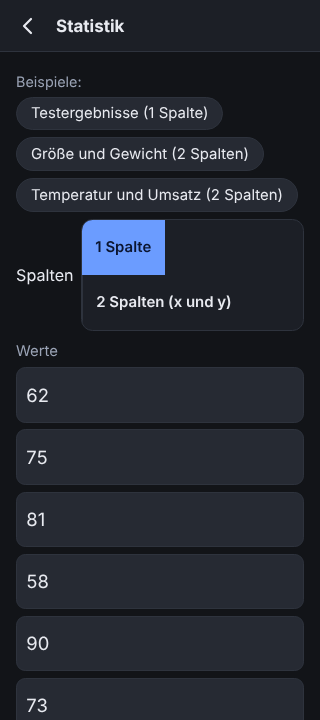 Statistik
Beispiele:
Testergebnisse (1 Spalte)
Größe und Gewicht (2 Spalten)
Temperatur und Umsatz (2 Spalten)
Spalten
1 Spalte
2 Spalten (x und y)
Werte
62
75
81
58
90
73